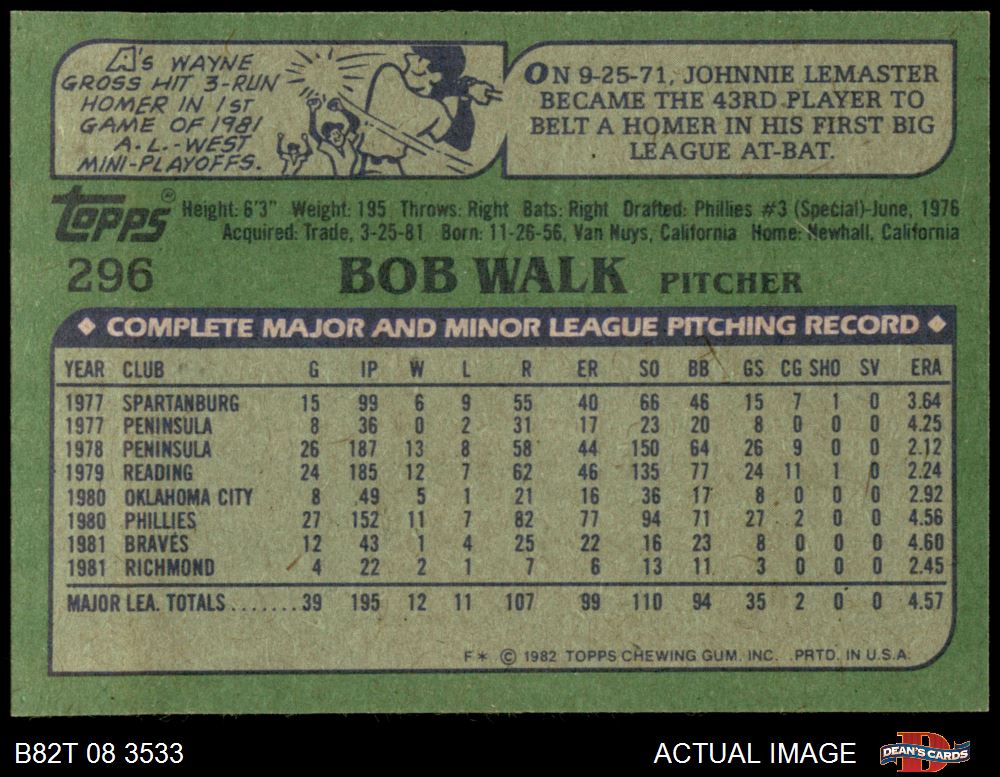 A's WAYNE
GROSS HIT 3-RUN
HOMER IN 1ST
GAME OF 1981
A.L.-WEST
MINI-PLAYOFFS.
ON 9-25-71, JOHNNIE LEMASTER
BECAME THE 43RD PLAYER TO
BELT A HOMER IN HIS FIRST BIG
LEAGUE AT-BAT.
TOPPS®
Height: 6'3" Weight: 195 Throws: Right Bats: Right Drafted: Phillies #3 (Special)-June, 1976
Acquired: Trade, 3-25-81 Born: 11-26-56, Van Nuys, California Home: Newhall, California
296 BOB WALK PITCHER
COMPLETE MAJOR AND MINOR LEAGUE PITCHING RECORD
YEAR CLUB G IP W L R ER SO BB GS CG SHO SV ERA
1977 SPARTANBURG 15 99 6 9 55 40 66 46 15 7 1 0 3.64
1977 PENINSULA 8 36 0 2 31 17 23 20 8 0 0 0 4.25
1978 PENINSULA 26 187 13 8 58 44 150 64 26 9 0 0 2.12
1979 READING 24 185 12 7 62 46 135 77 24 11 1 0 2.24
1980 OKLAHOMA CITY 8 49 5 1 21 16 36 17 8 0 0 0 2.92
1980 PHILLIES 27 152 11 7 82 77 94 71 27 2 0 0 4.56
1981 BRAVES 12 43 1 4 25 22 16 23 8 0 0 0 4.60
1981 RICHMOND 4 22 2 1 7 6 13 11 3 0 0 0 2.45
MAJOR LEA. TOTALS.......39 195 12 11 107 99 110 94 35 2 0 0 4.57
F* © 1982 TOPPS CHEWING GUM, INC. PRTD. IN U.S.A.
B82T 08 3533 ACTUAL IMAGE DEAN'S CARDS